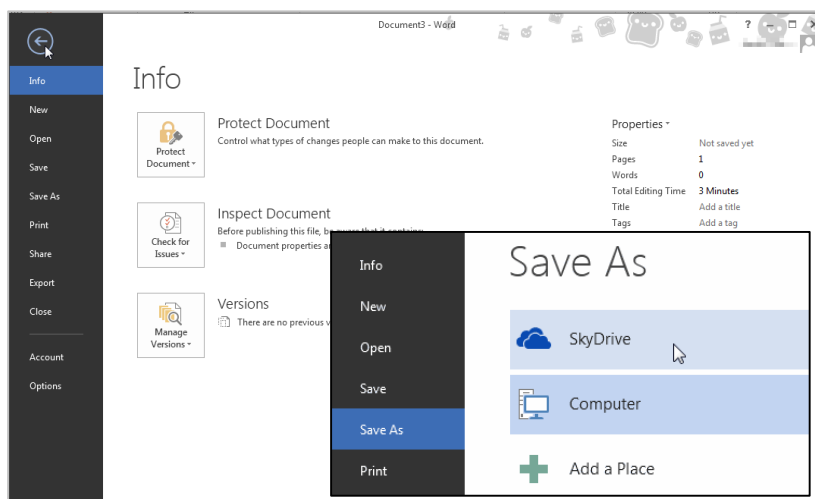 Document3 - Word
?
Info
New
Open
Save
Save As
Print
Share
Export
Close
Account
Options
Info
Protect Document
Protect Document
Control what types of changes people can make to this document.
Check for Issues
Inspect Document
Before publishing this file, be aware that it contains:
Document properties
Manage Versions
Versions
There are no previous
Properties
Size Not saved yet
Pages 1
Words 0
Total Editing Time 3 Minutes
Title Add a title
Tags Add a tag
Info
New
Open
Save
Save As
Print
Save As
SkyDrive
Computer
Add a Place